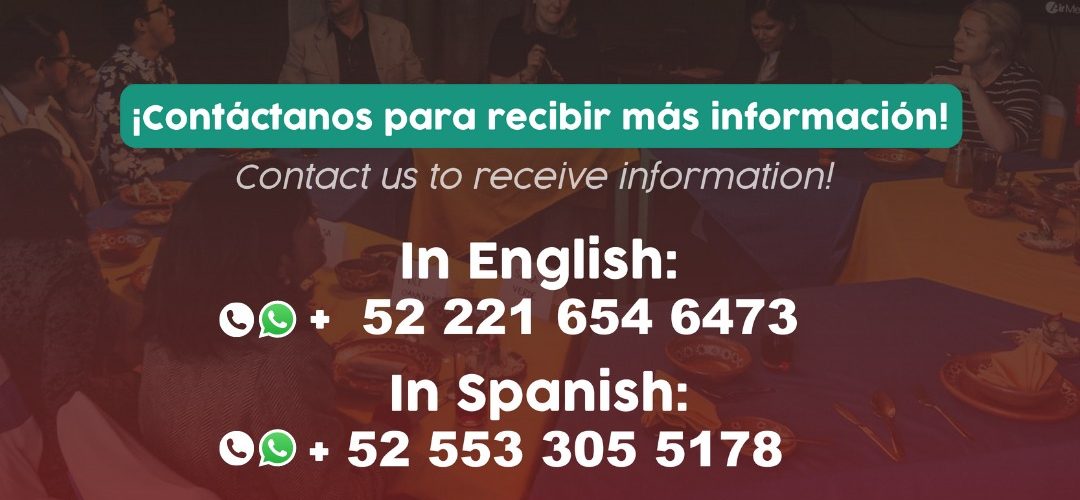 ¡Contáctanos para recibir más información!
Contact us to receive information!
In English:
+ 52 221 654 6473
In Spanish:
+ 52 553 305 5178